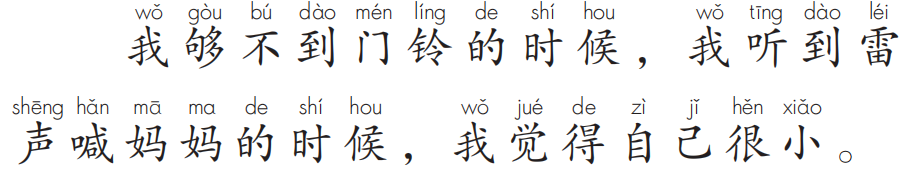 wǒ gòu bú dào mén líng de shí hou wǒ tīng dào léi
我够不到门铃的时候，我听到雷
shēng hǎn mā ma de shí hou wǒ jué de zì jǐ hěn xiǎo
声喊妈妈的时候，我觉得自己很小。